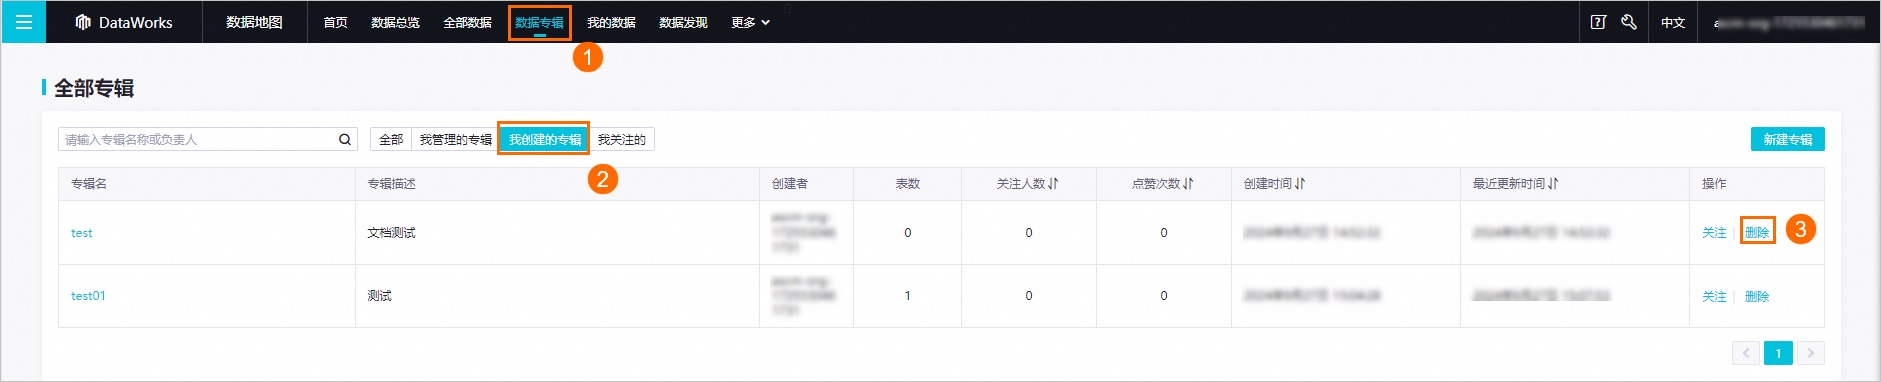 DataWorks 数据地图 首页 数据总览 全部数据 数据专辑 我的数据 数据发现 更多 中文
1
全部专辑
请输入专辑名称或负责人 全部 我管理的专辑 我创建的专辑 我关注的 新建专辑
2
专辑名 专辑描述 创建者 表数 关注人数 点赞次数 创建时间 最近更新时间 操作
test 文档测试 0 0 0 关注 删除 3
test01 测试 1 0 0 关注 删除
1